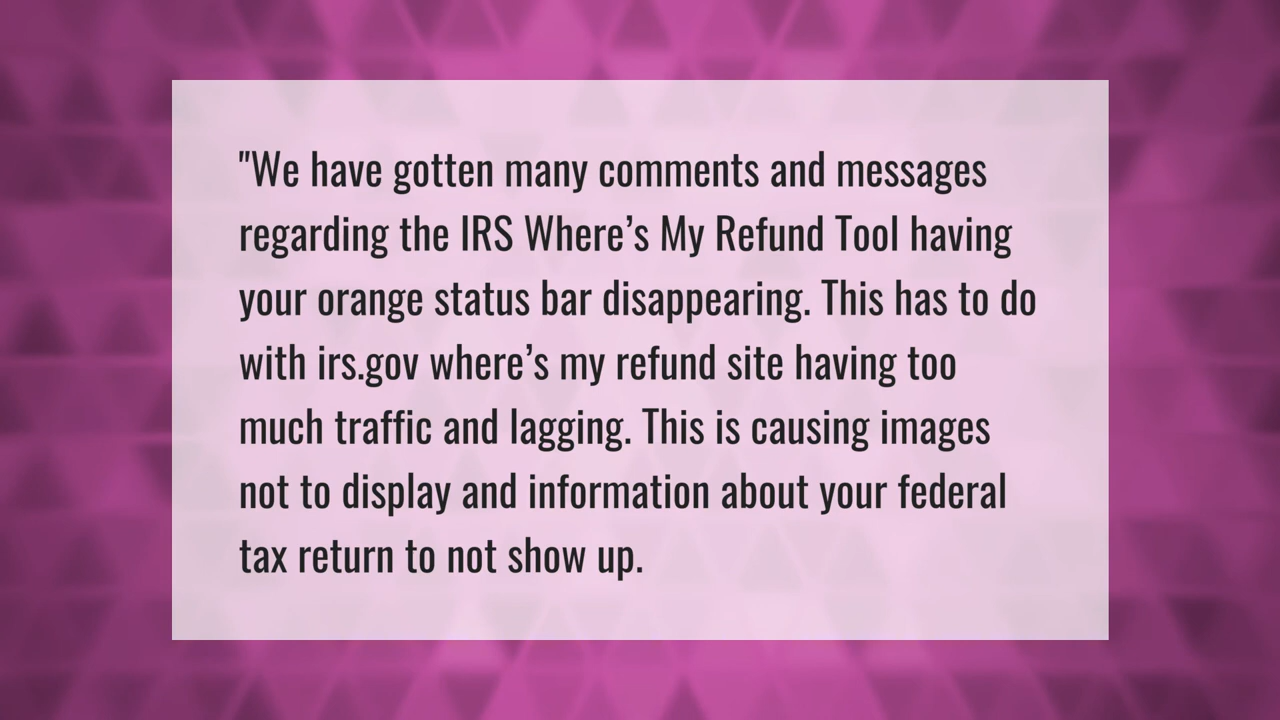 "We have gotten many comments and messages
regarding the IRS Where’s My Refund Tool having
your orange status bar disappearing. This has to do
with irs.gov where’s my refund site having too
much traffic and lagging. This is causing images
not to display and information about your federal
tax return to not show up.